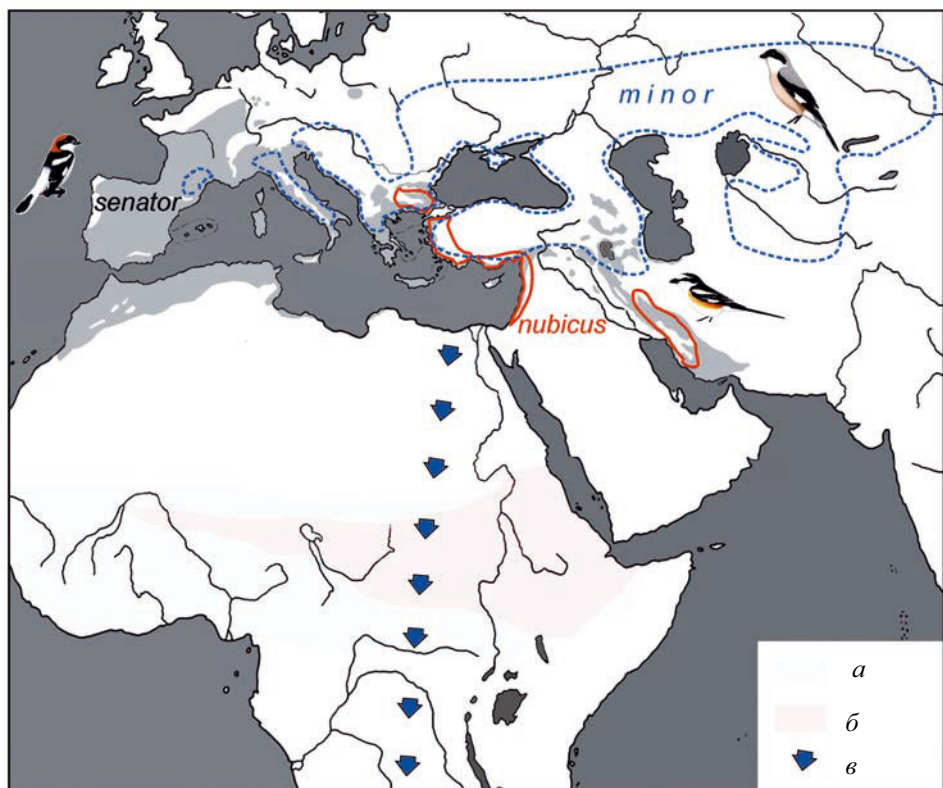 minor
senator
nubicus
а
б
в